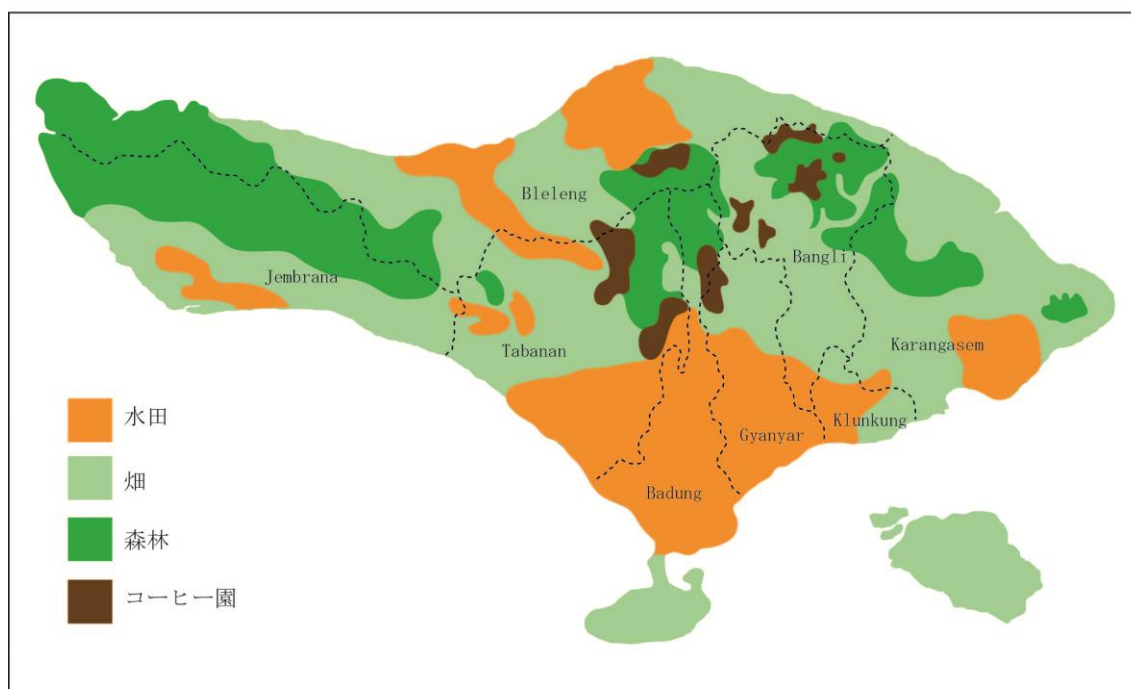 Bleleng
Jembrana
Bangli
Tabanan
Karangasem
Klunkung
Gyanyar
Badung
水田
畑
森林
コーヒー園